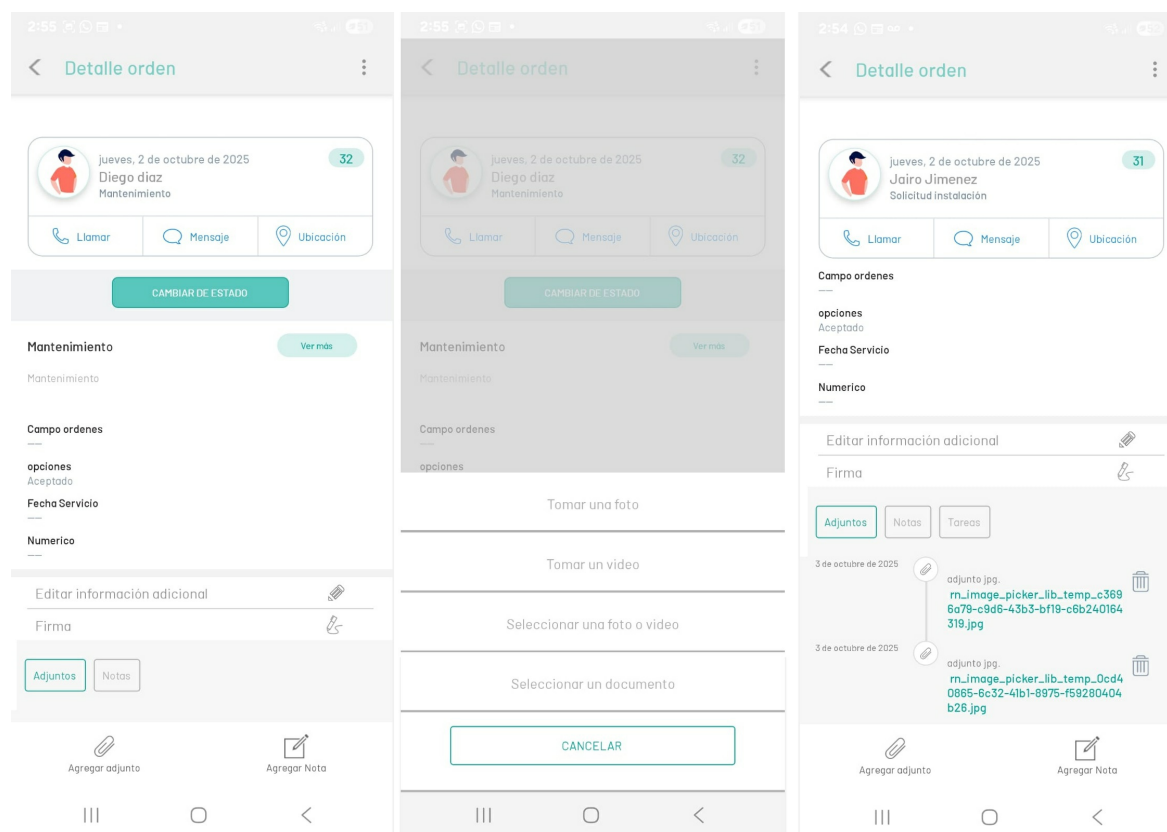 2:55
Detalle orden
jueves, 2 de octubre de 2025
32
Diego diaz
Mantenimiento
Llamar
Mensaje
Ubicación
CAMBIAR DE ESTADO
Mantenimiento
Ver más
Mantenimiento
Campo ordenes
opciones
Aceptado
Fecha Servicio
Numerico
Editar información adicional
Firma
Adjuntos
Notas
Agregar adjunto
Agregar Nota
2:55
Detalle orden
jueves, 2 de octubre de 2025
32
Diego diaz
Mantenimiento
Llamar
Mensaje
Ubicación
CAMBIAR DE ESTADO
Mantenimiento
Ver más
Mantenimiento
Campo ordenes
opciones
Tomar una foto
Tomar un video
Seleccionar una foto o video
Seleccionar un documento
CANCELAR
2:54
Detalle orden
jueves, 2 de octubre de 2025
31
Jairo Jimenez
Solicitud instalación
Llamar
Mensaje
Ubicación
Campo ordenes
opciones
Aceptado
Fecha Servicio
Numerico
Editar información adicional
Firma
Adjuntos
Notas
Tareas
3 de octubre de 2025
adjunto jpg.
rn_image_picker_lib_temp_c369
6a79-c9d6-43b3-bf19-c6b240164
319.jpg
3 de octubre de 2025
adjunto jpg.
rn_image_picker_lib_temp_0cd4
0865-6c32-41b1-8975-f59280404
b26.jpg
Agregar adjunto
Agregar Nota